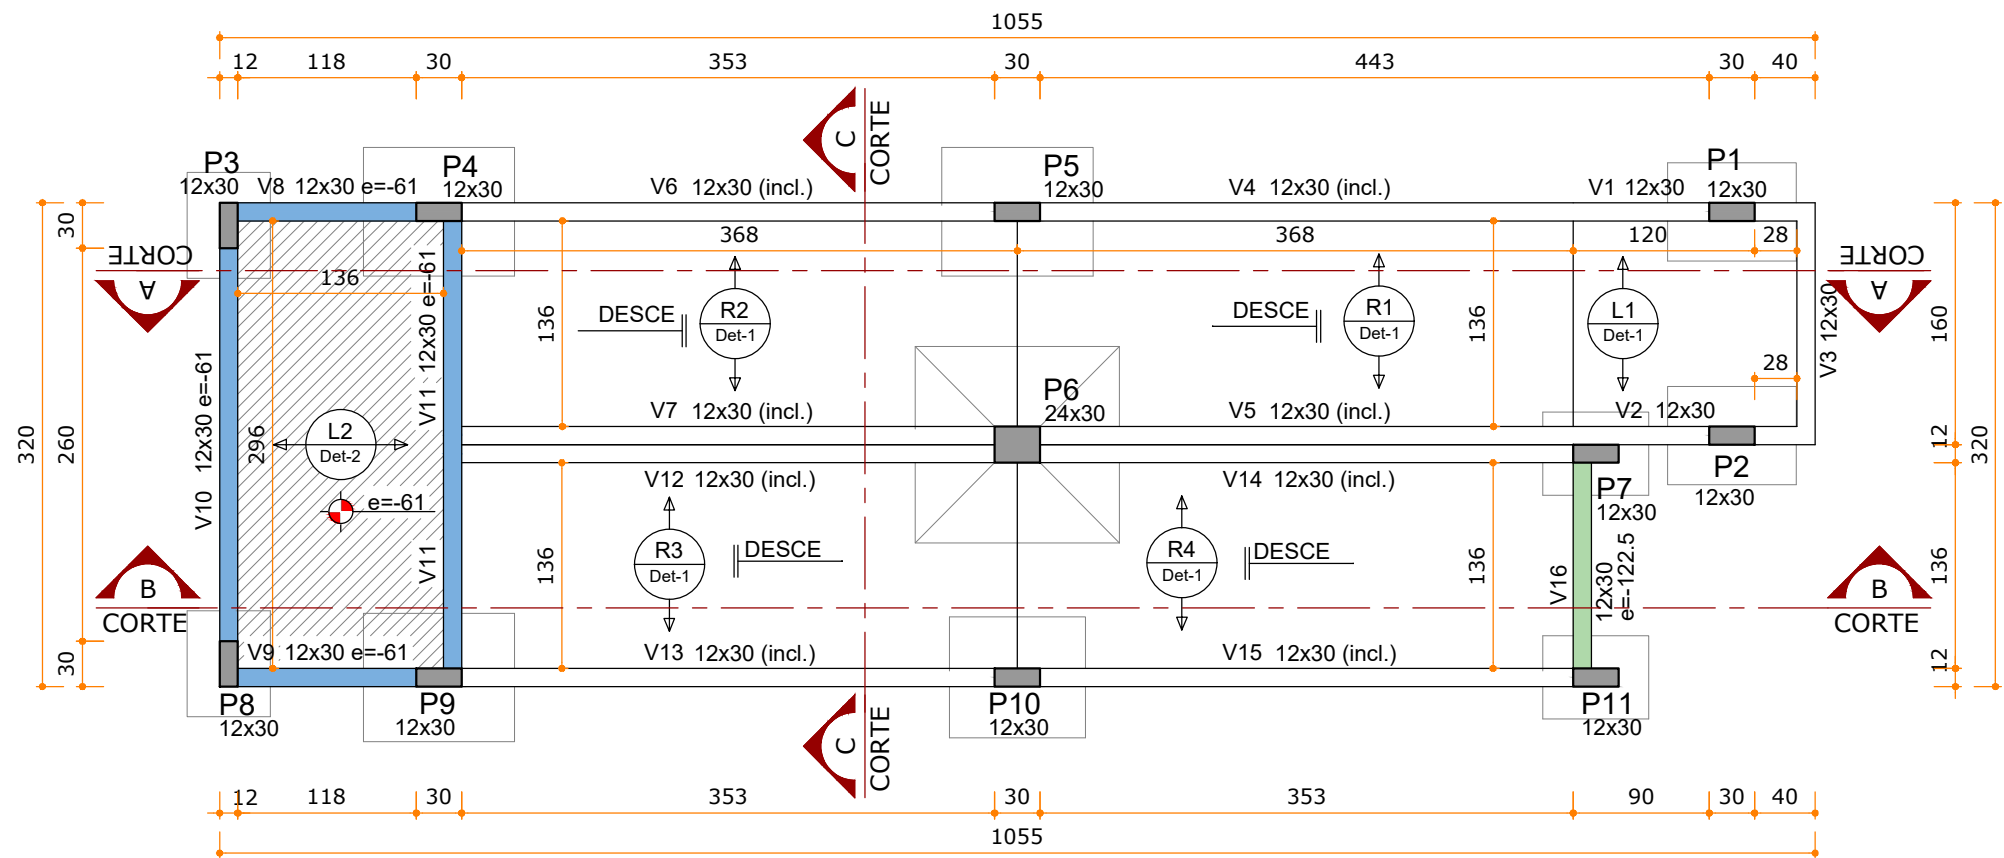 1055
12 118 30 353 30 443 30 40
C
CORTE
P3
12x30
V8 12x30 e=-61
P4
12x30
V6 12x30 (incl.)
P5
12x30
V4 12x30 (incl.)
V1 12x30
P1
12x30
30
368 368 120 28
CORTE
A
136
V11 12x30 e=-61
136
DESCE
R2
Det-1
DESCE
R1
Det-1
136
L1
Det-1
V3 12x30
CORTE
A
160
28
V10 12x30 e=-61
320
260
296
L2
Det-2
e=-61
V7 12x30 (incl.)
P6
24x30
V5 12x30 (incl.)
V2 12x30
12
320
V12 12x30 (incl.)
V14 12x30 (incl.)
P2
12x30
P7
12x30
V11
136
R3
Det-1
DESCE
R4
Det-1
DESCE
136
V16
12x30
e=-122.5
136
B
CORTE
B
CORTE
30
V9 12x30 e=-61
V13 12x30 (incl.)
V15 12x30 (incl.)
12
P8
12x30
P9
12x30
P10
12x30
P11
12x30
C
CORTE
12 118 30 353 30 353 90 30 40
1055